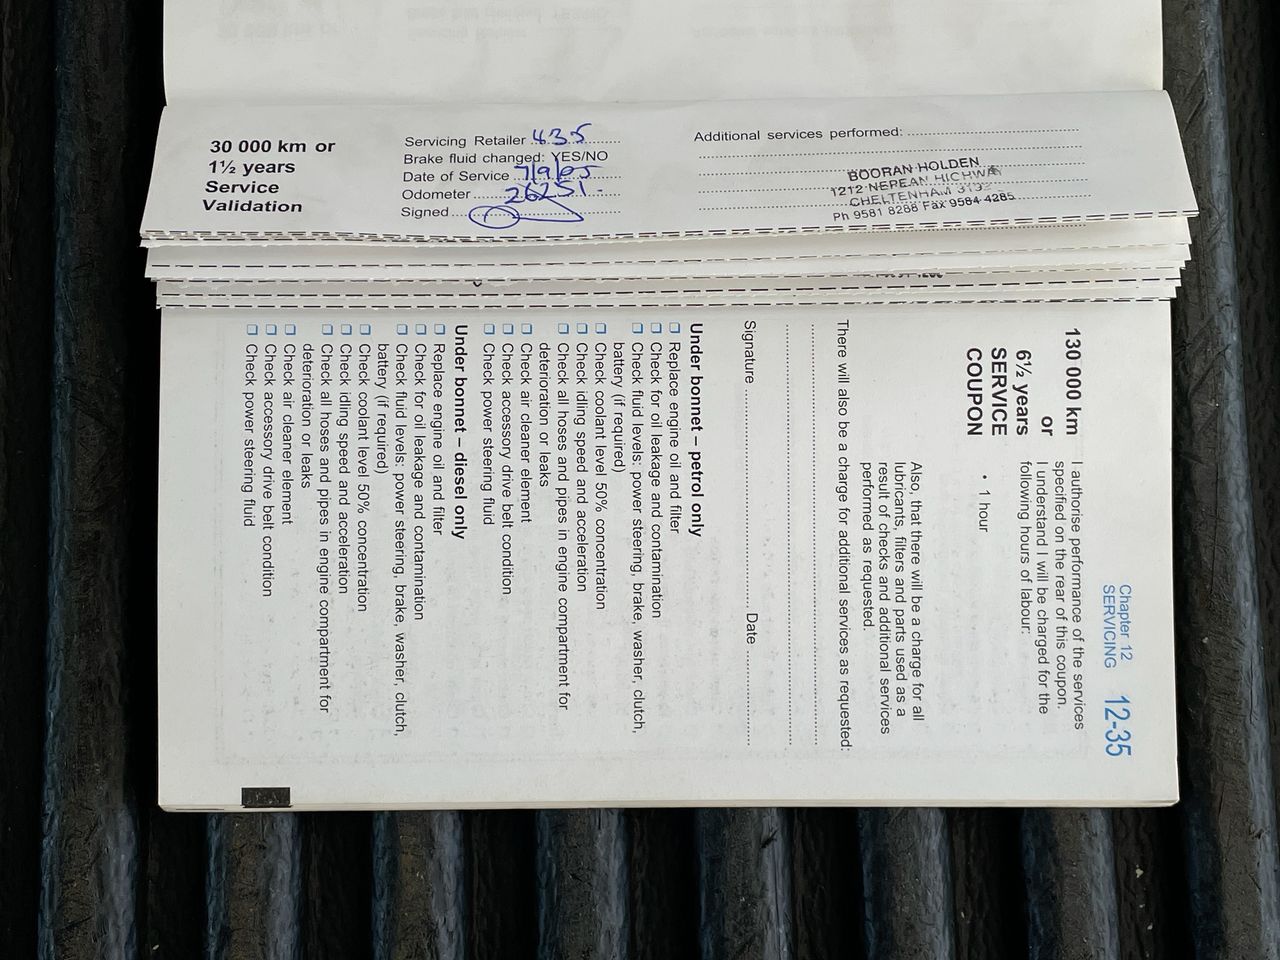 30 000 km or
1½ years
Service
Validation
Servicing Retailer 435
Brake fluid changed: YES/NO
Date of Service 7/9/05
Odometer 26251
Signed
Additional services performed:
BOORAN HOLDEN
1212 NEPEAN HIGHWAY
CHELTENHAM 3192
Ph 9581 8288 Fax 9584 4285
Chapter 12
SERVICING 12-35
130 000 km
or
6½ years
SERVICE
COUPON
I authorise performance of the services
specified on the rear of this coupon.
I understand I will be charged for the
following hours of labour:
• 1 hour
Also, that there will be a charge for all
lubricants, filters and parts used as a
result of checks and additional services
performed as requested.
There will also be a charge for additional services as requested:
Signature Date
Under bonnet – petrol only
❑ Replace engine oil and filter
❑ Check for oil leakage and contamination
❑ Check fluid levels: power steering, brake, washer, clutch,
battery (if required)
❑ Check coolant level 50% concentration
❑ Check idling speed and acceleration
❑ Check all hoses and pipes in engine compartment for
deterioration or leaks
❑ Check air cleaner element
❑ Check accessory drive belt condition
❑ Check power steering fluid
Under bonnet – diesel only
❑ Replace engine oil and filter
❑ Check for oil leakage and contamination
❑ Check fluid levels: power steering, brake, washer, clutch,
battery (if required)
❑ Check coolant level 50% concentration
❑ Check idling speed and acceleration
❑ Check all hoses and pipes in engine compartment for
deterioration or leaks
❑ Check air cleaner element
❑ Check accessory drive belt condition
❑ Check power steering fluid